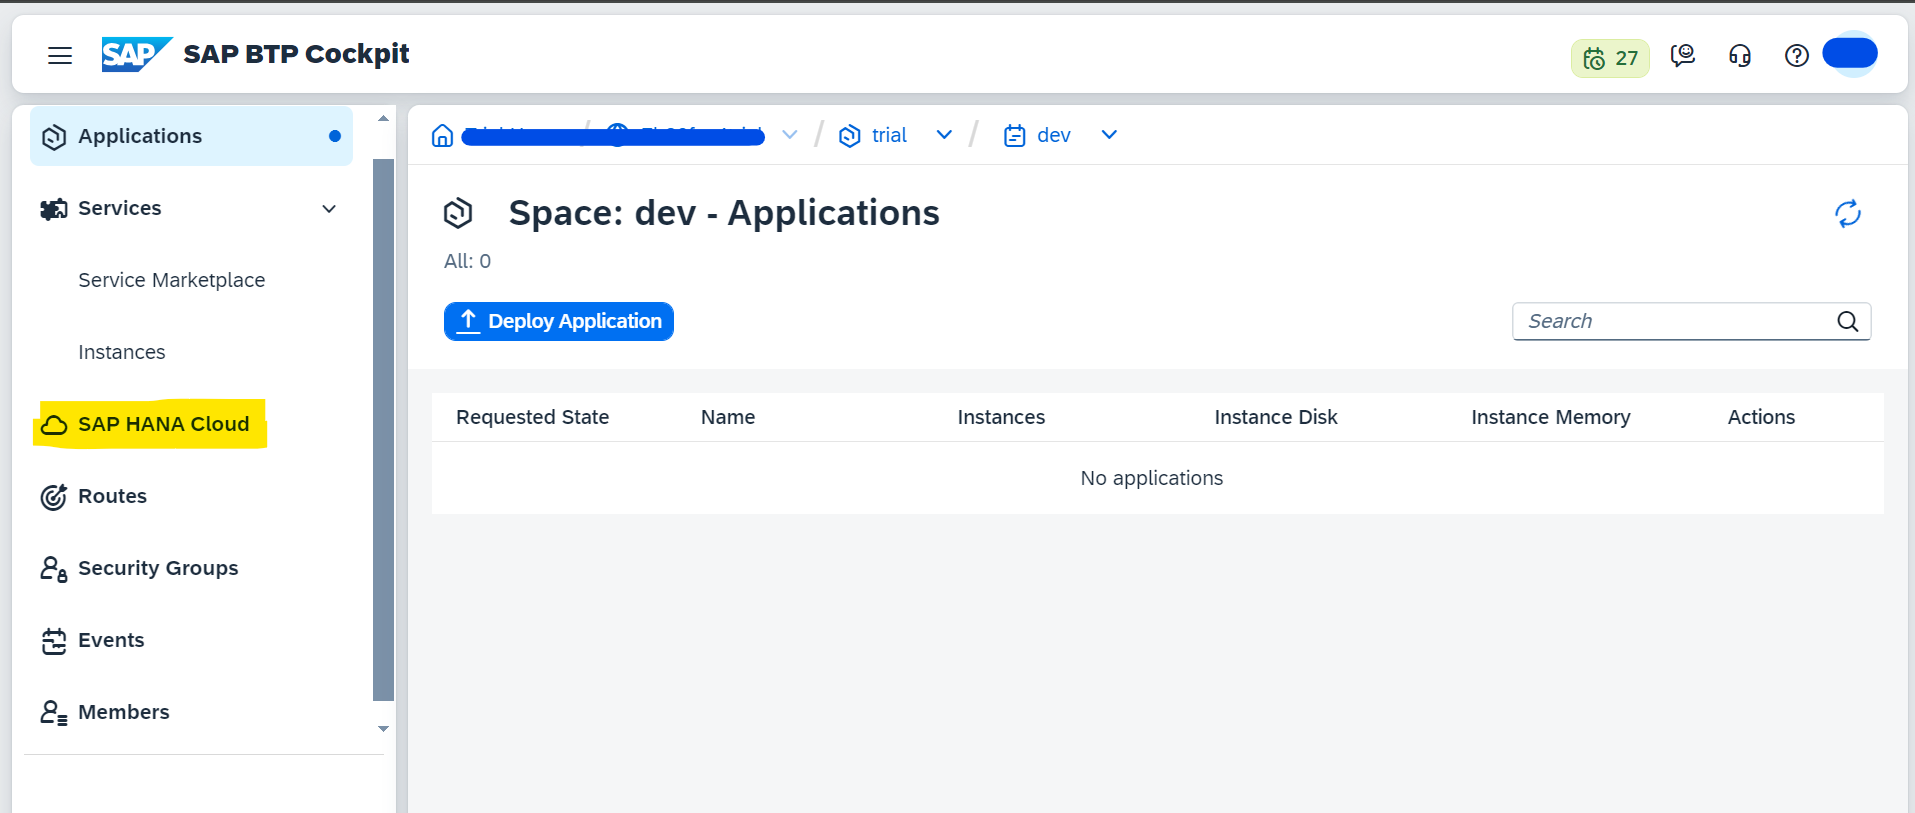 SAP SAP BTP Cockpit
27
Applications
Services
Service Marketplace
Instances
SAP HANA Cloud
Routes
Security Groups
Events
Members
/ trial / dev
Space: dev - Applications
All: 0
Deploy Application
Search
Requested State Name Instances Instance Disk Instance Memory Actions
No applications